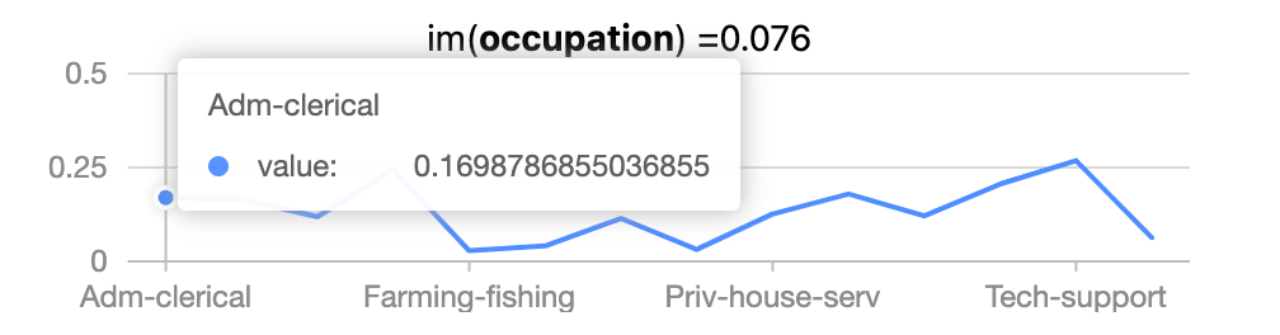 im(occupation) =0.076
0.5
Adm-clerical
value: 0.1698786855036855
0.25
0
Adm-clerical Farming-fishing Priv-house-serv Tech-support